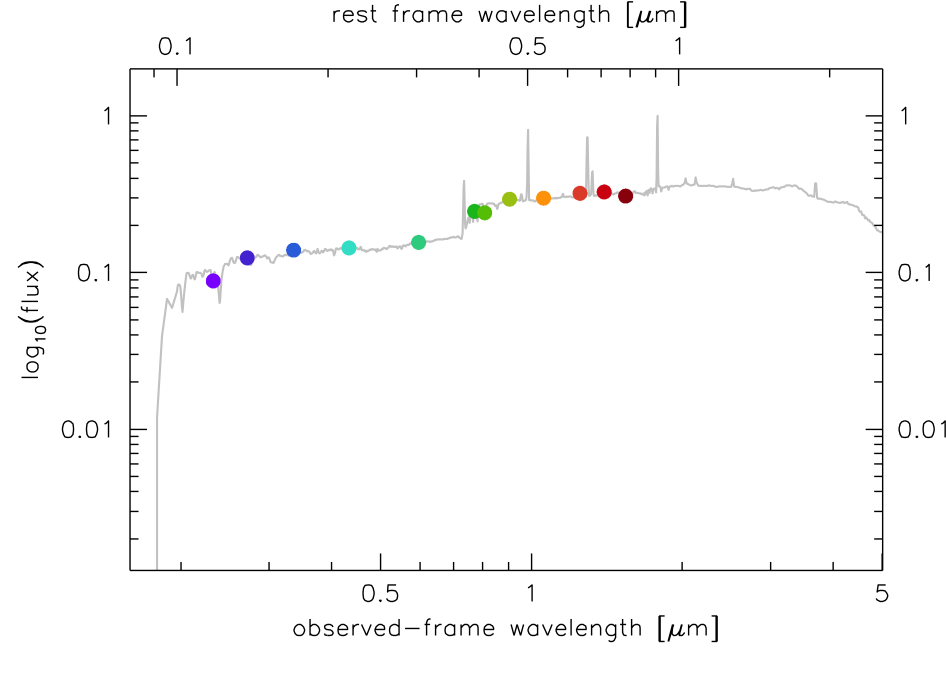 rest frame wavelength [μm]
0.1 0.5 1
1 1
0.1 0.1
0.01 0.01
log10(flux)
0.5 1 5
observed-frame wavelength [μm]